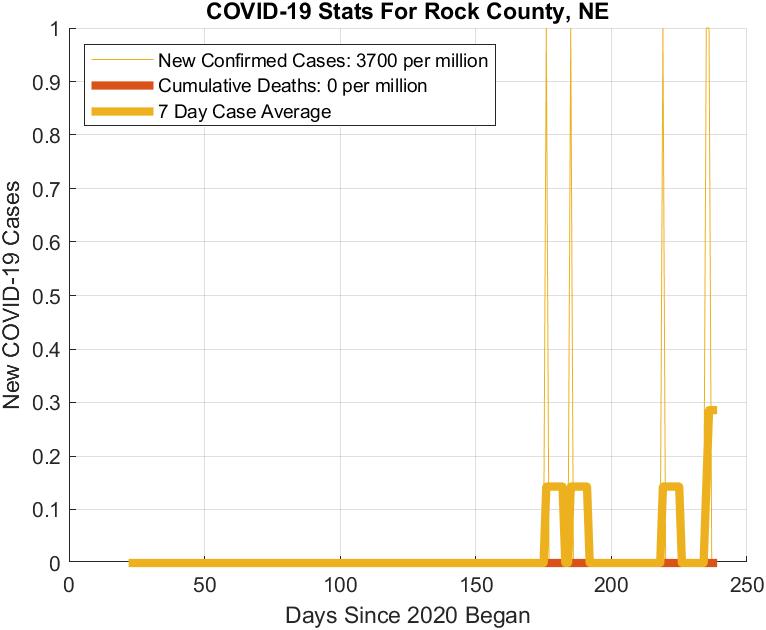 COVID-19 Stats For Rock County, NE
New Confirmed Cases: 3700 per million
Cumulative Deaths: 0 per million
7 Day Case Average
New COVID-19 Cases
1
0.9
0.8
0.7
0.6
0.5
0.4
0.3
0.2
0.1
0
0 50 100 150 200 250
Days Since 2020 Began